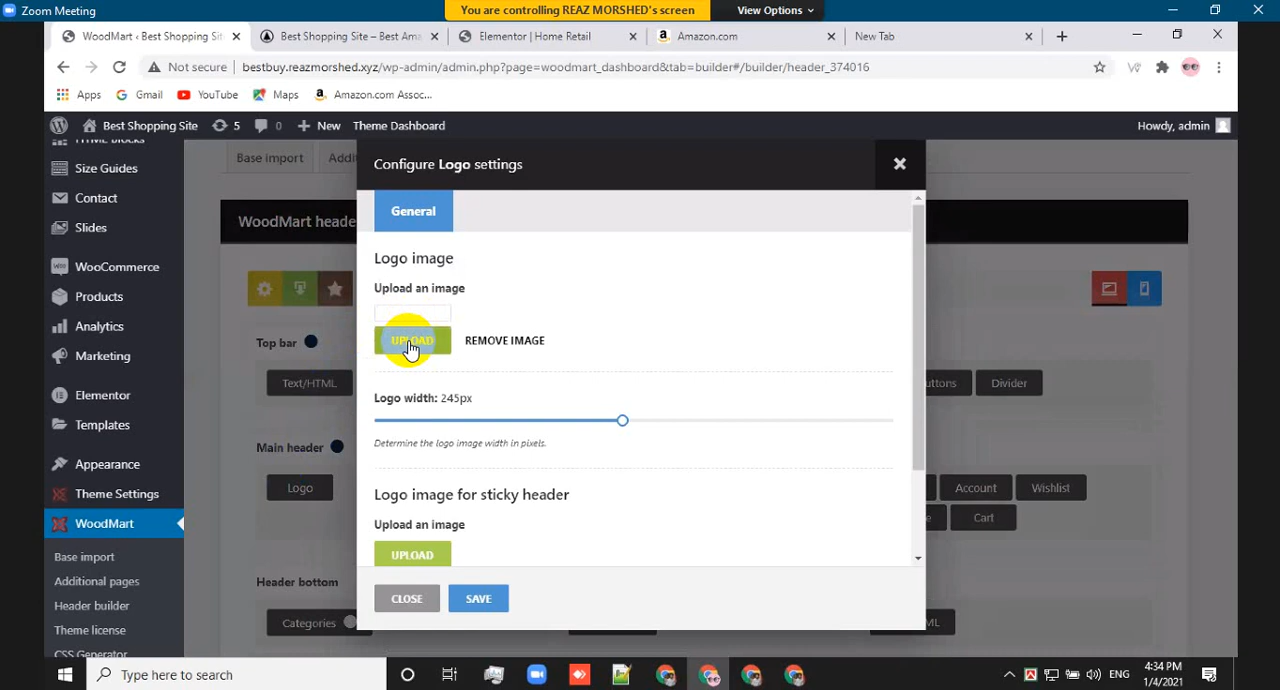 Zoom Meeting
You are controlling REAZ MORSHED's screen
View Options
WoodMart ‹ Best Shopping Sit
Best Shopping Site – Best Am
Elementor | Home Retail
Amazon.com
New Tab
Not secure
bestbuy.reazmorshed.xyz/wp-admin/admin.php?page=woodmart_dashboard&tab=builder#/builder/header_374016
Apps
Gmail
YouTube
Maps
Amazon.com Assoc...
Best Shopping Site
5
0
New
Theme Dashboard
Howdy, admin
HTML Blocks
Size Guides
Contact
Slides
WooCommerce
Products
Analytics
Marketing
Elementor
Templates
Appearance
Theme Settings
WoodMart
Base import
Additional pages
Header builder
Theme license
CSS Generator
Base import
Addi
WoodMart heade
Top bar
Text/HTML
uttons
Divider
Main header
Logo
Account
Wishlist
e
Cart
Header bottom
Categories
ML
Configure Logo settings
General
Logo image
Upload an image
UPLOAD
REMOVE IMAGE
Logo width: 245px
Determine the logo image width in pixels.
Logo image for sticky header
Upload an image
UPLOAD
CLOSE
SAVE
Type here to search
ENG
4:34 PM
1/4/2021